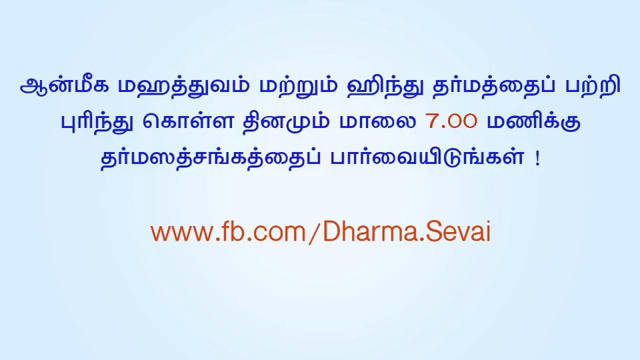 ஆன்மீக மஹத்துவம் மற்றும் ஹிந்து தர்மத்தைப் பற்றி
புரிந்து கொள்ள தினமும் மாலை 7.00 மணிக்கு
தர்மஸத்சங்கத்தைப் பார்வையிடுங்கள் !
www.fb.com/Dharma.Sevai